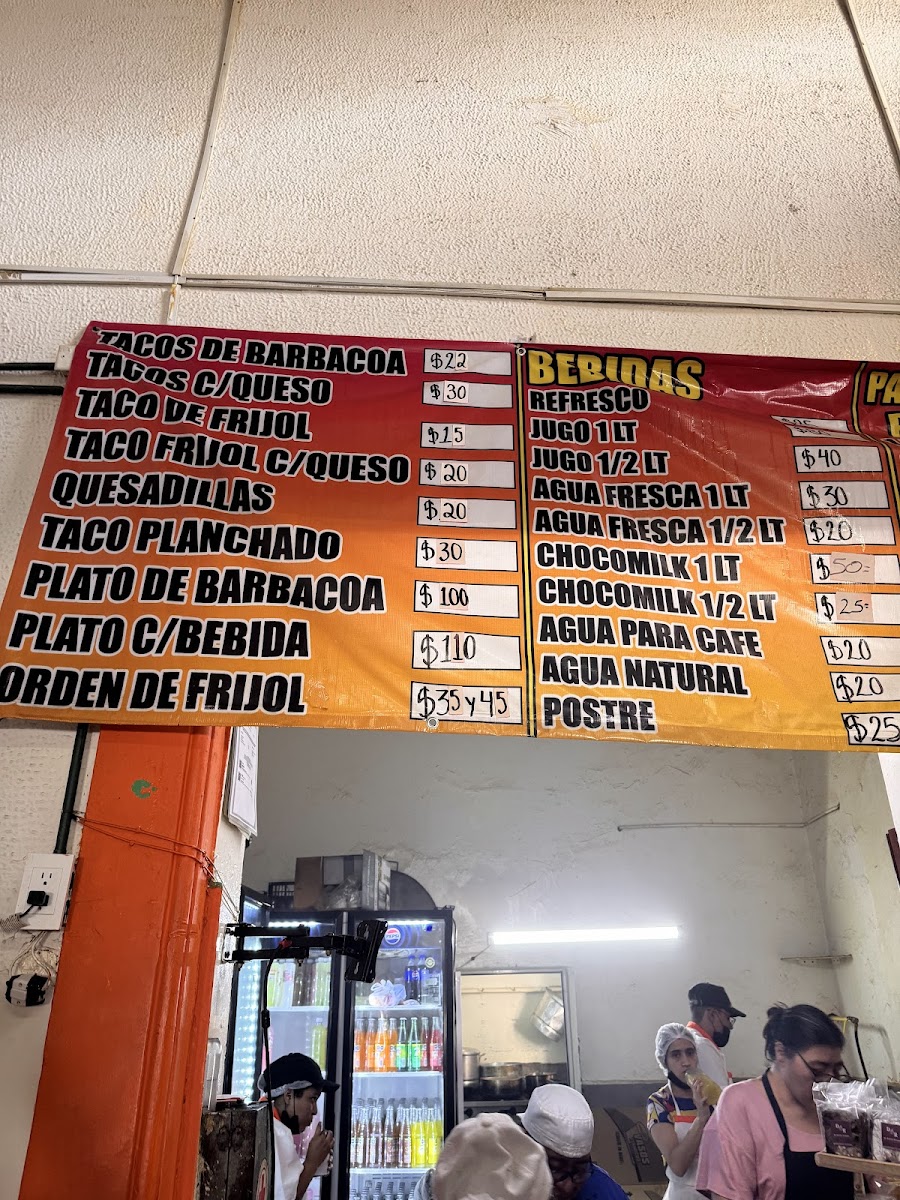 TACOS DE BARBACOA $22
TACOS C/QUESO $30
TACO DE FRIJOL $15
TACO FRIJOL C/QUESO $20
QUESADILLAS $20
TACO PLANCHADO $30
PLATO DE BARBACOA $100
PLATO C/BEBIDA $110
ORDEN DE FRIJOL $35 y 45
BEBIDAS
REFRESCO
JUGO 1 LT
JUGO 1/2 LT $40
AGUA FRESCA 1 LT $30
AGUA FRESCA 1/2 LT $20
CHOCOMILK 1 LT $50=
CHOCOMILK 1/2 LT $25=
AGUA PARA CAFE $20
AGUA NATURAL $20
POSTRE $25
PA
pepsi